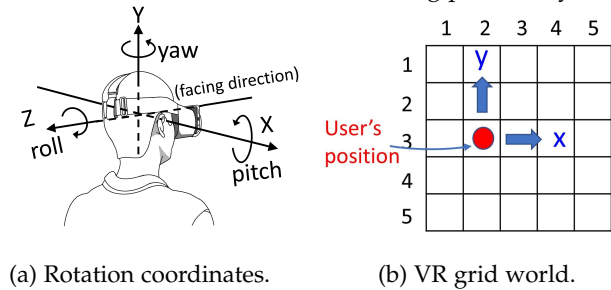 Y
yaw
(facing direction)
Z
X
roll
pitch
(a) Rotation coordinates.
1 2 3 4 5
1 y
2
User's
position
3 x
4
5
(b) VR grid world.